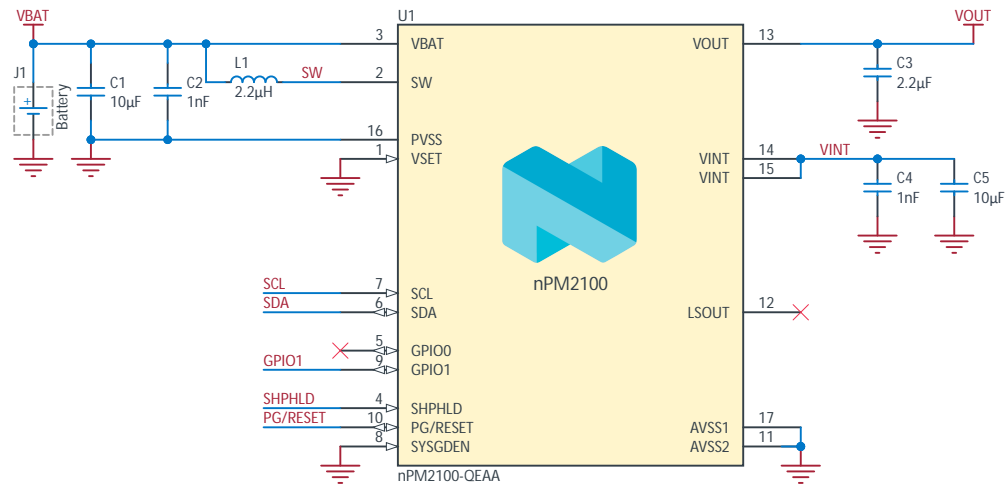 VBAT
U1
VOUT
3
VBAT
VOUT
13
J1
+
Battery
C1
10µF
C2
1nF
L1
2.2µH
SW
2
SW
C3
2.2µF
16
PVSS
1
VSET
VINT
14
VINT
VINT
15
C4
1nF
C5
10µF
nPM2100
SCL
7
SCL
SDA
6
SDA
LSOUT
12
5
GPIO0
GPIO1
9
GPIO1
SHPHLD
4
SHPHLD
PG/RESET
10
PG/RESET
8
SYSGDEN
AVSS1
17
AVSS2
11
nPM2100-QEAA